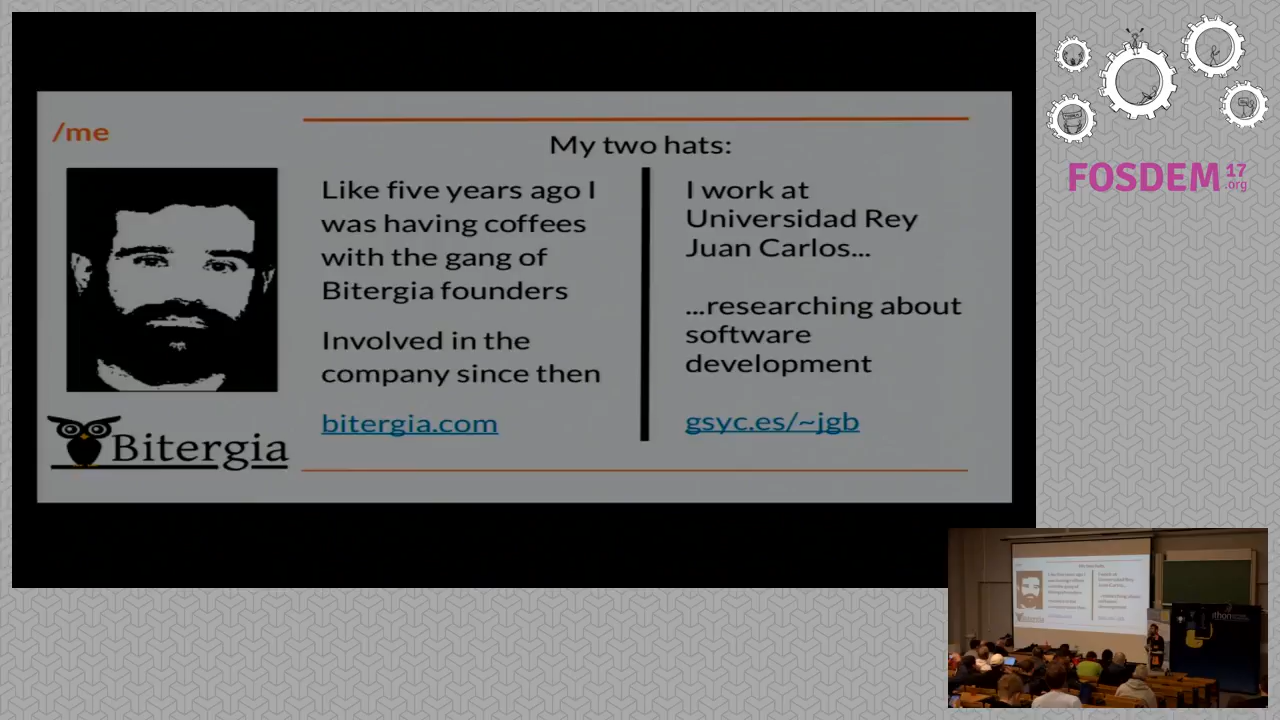 /me
My two hats:
Like five years ago I
was having coffees
with the gang of
Bitergia founders
Involved in the
company since then
bitergia.com
I work at
Universidad Rey
Juan Carlos...
...researching about
software
development
gsyc.es/~jgb
Bitergia
FOSDEM 17
.org